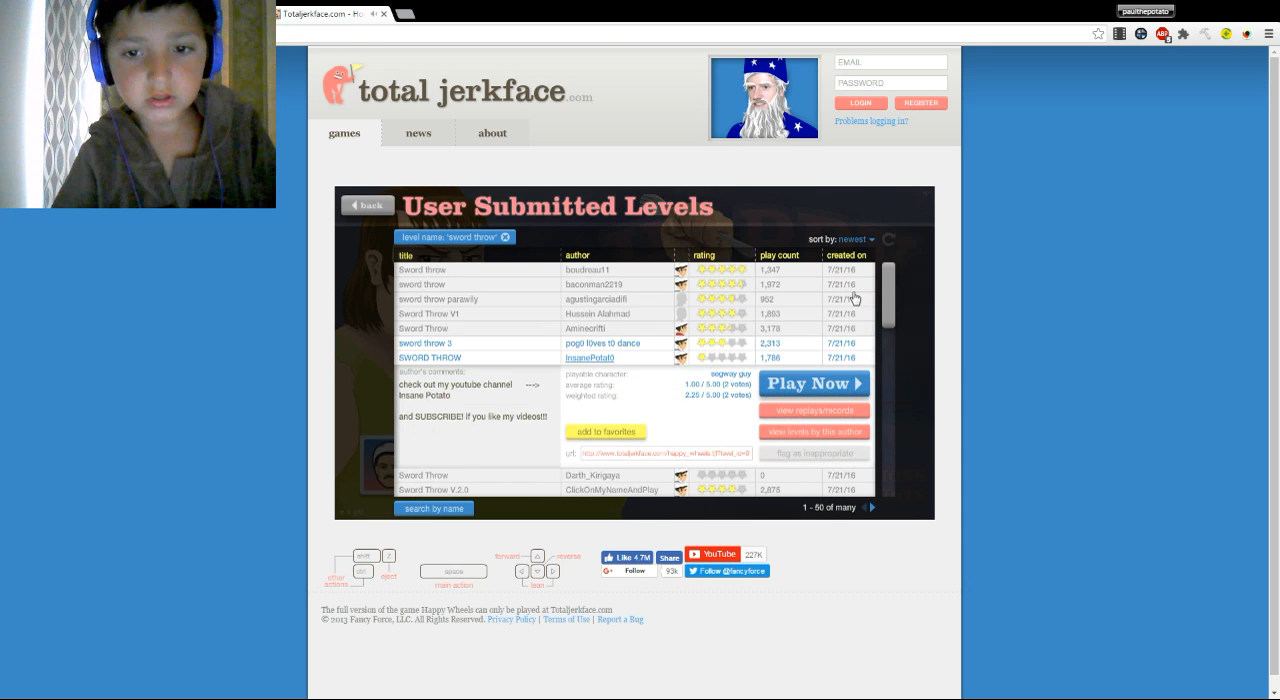 Totaljerkface.com - Ho
paulthepotato
total jerkface.com
EMAIL
PASSWORD
LOGIN REGISTER
Problems logging in?
games news about
back
User Submitted Levels
level name: 'sword throw'
sort by: newest
title author rating play count created on
Sword throw boudreau11 1,347 7/21/16
sword throw baconman2219 1,972 7/21/16
sword throw parawily agustingarciadifi 952 7/21/16
Sword Throw V1 Hussein Alahmad 1,893 7/21/16
Sword Throw Aminecrifti 3,178 7/21/16
sword throw 3 pog0 l0ves t0 dance 2,313 7/21/16
SWORD THROW InsanePotat0 1,786 7/21/16
author's comments:
check out my youtube channel --->
Insane Potato
and SUBSCRIBE! if you like my videos!!!
playable character: segway guy
average rating: 1.00 / 5.00 (2 votes)
weighted rating: 2.25 / 5.00 (2 votes)
Play Now
view replays/records
add to favorites
view levels by this author
url: http://www.totaljerkface.com/happy_wheels.tjf?level_id=9
flag as inappropriate
Sword Throw Darth_Kirigaya 0 7/21/16
Sword Throw V.2.0 ClickOnMyNameAndPlay 2,875 7/21/16
search by name
1 - 50 of many
shift Z
ctrl
other actions
eject
space
main action
forward reverse
lean
Like 4.7M Share YouTube 227K
Follow 93k Follow @fancyforce
The full version of the game Happy Wheels can only be played at Totaljerkface.com
© 2013 Fancy Force, LLC. All Rights Reserved. Privacy Policy | Terms of Use | Report a Bug